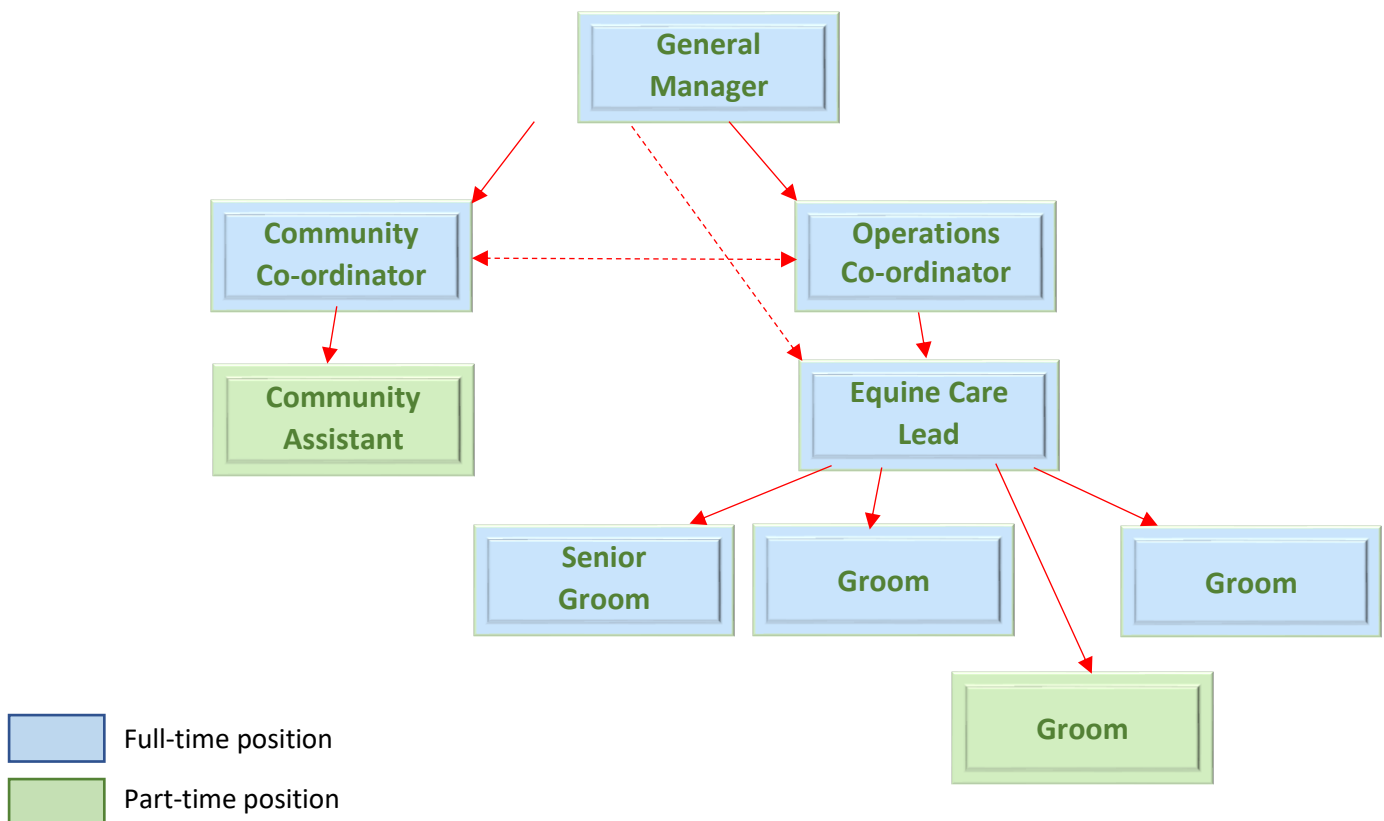 General
Manager
Community
Co-ordinator
Operations
Co-ordinator
Community
Assistant
Equine Care
Lead
Senior
Groom
Groom
Groom
Groom
Full-time position
Part-time position